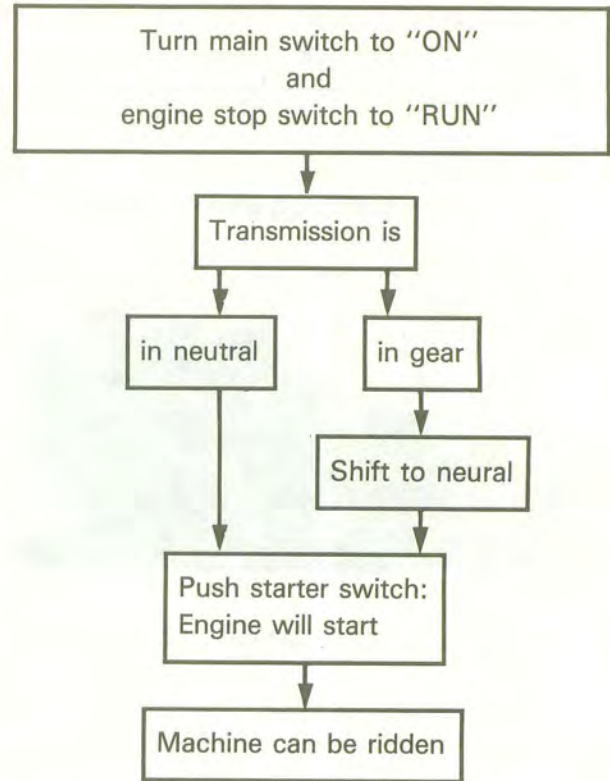 Turn main switch to “ON”
and
engine stop switch to “RUN”
Transmission is
in neutral
in gear
Shift to neural
Push starter switch:
Engine will start
Machine can be ridden